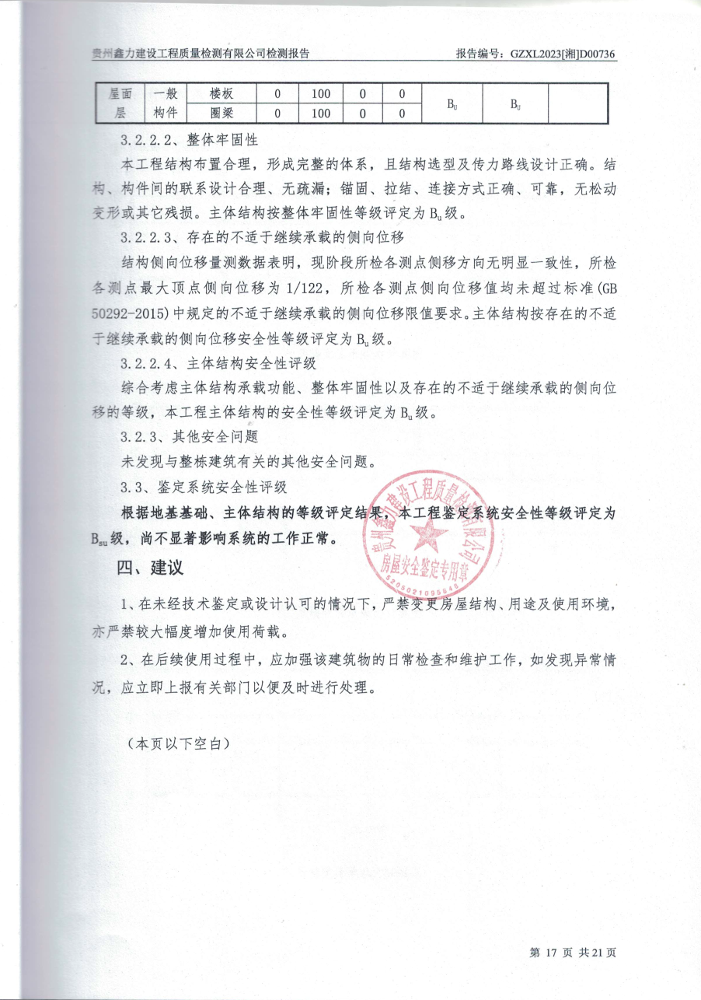 贵州鑫力建设工程质量检测有限公司检测报告 报告编号：GZXL2023[湘]D00736
屋面层 一般构件 楼板 0 100 0 0 Bu Bu
圈梁 0 100 0 0
3.2.2.2、整体牢固性
本工程结构布置合理，形成完整的体系，且结构选型及传力路线设计正确。结
构、构件间的联系设计合理、无疏漏；锚固、拉结、连接方式正确、可靠，无松动
变形或其它残损。主体结构按整体牢固性等级评定为 Bu 级。
3.2.2.3、存在的不适于继续承载的侧向位移
结构侧向位移量测数据表明，现阶段所检各测点侧移方向无明显一致性，所检
各测点最大顶点侧向位移为 1/122，所检各测点侧向位移值均未超过标准(GB
50292-2015)中规定的不适于继续承载的侧向位移限值要求。主体结构按存在的不适
于继续承载的侧向位移安全性等级评定为 Bu 级。
3.2.2.4、主体结构安全性评级
综合考虑主体结构承载功能、整体牢固性以及存在的不适于继续承载的侧向位
移的等级，本工程主体结构的安全性等级评定为 Bu 级。
3.2.3、其他安全问题
未发现与整栋建筑有关的其他安全问题。
3.3、鉴定系统安全性评级
根据地基基础、主体结构的等级评定结果，本工程鉴定系统安全性等级评定为
Bsu 级，尚不显著影响系统的工作正常。
贵州鑫力建设工程质量检测有限公司
房屋安全鉴定专用章
5205021095648
四、建议
1、在未经技术鉴定或设计认可的情况下，严禁变更房屋结构、用途及使用环境，
亦严禁较大幅度增加使用荷载。
2、在后续使用过程中，应加强该建筑物的日常检查和维护工作，如发现异常情
况，应立即上报有关部门以便及时进行处理。
（本页以下空白）
第 17 页 共 21 页